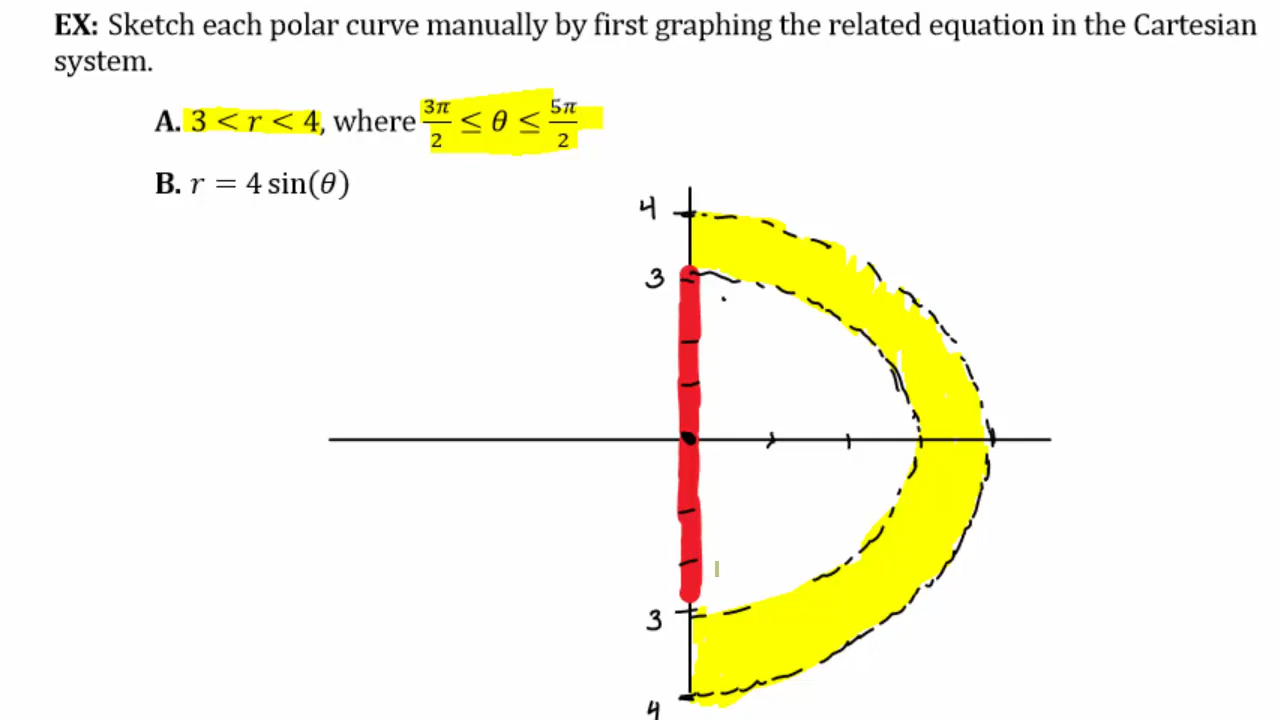 EX: Sketch each polar curve manually by first graphing the related equation in the Cartesian
system.
A. 3 < r < 4, where 3π/2 ≤ θ ≤ 5π/2
B. r = 4 sin(θ)
4
3
3
4